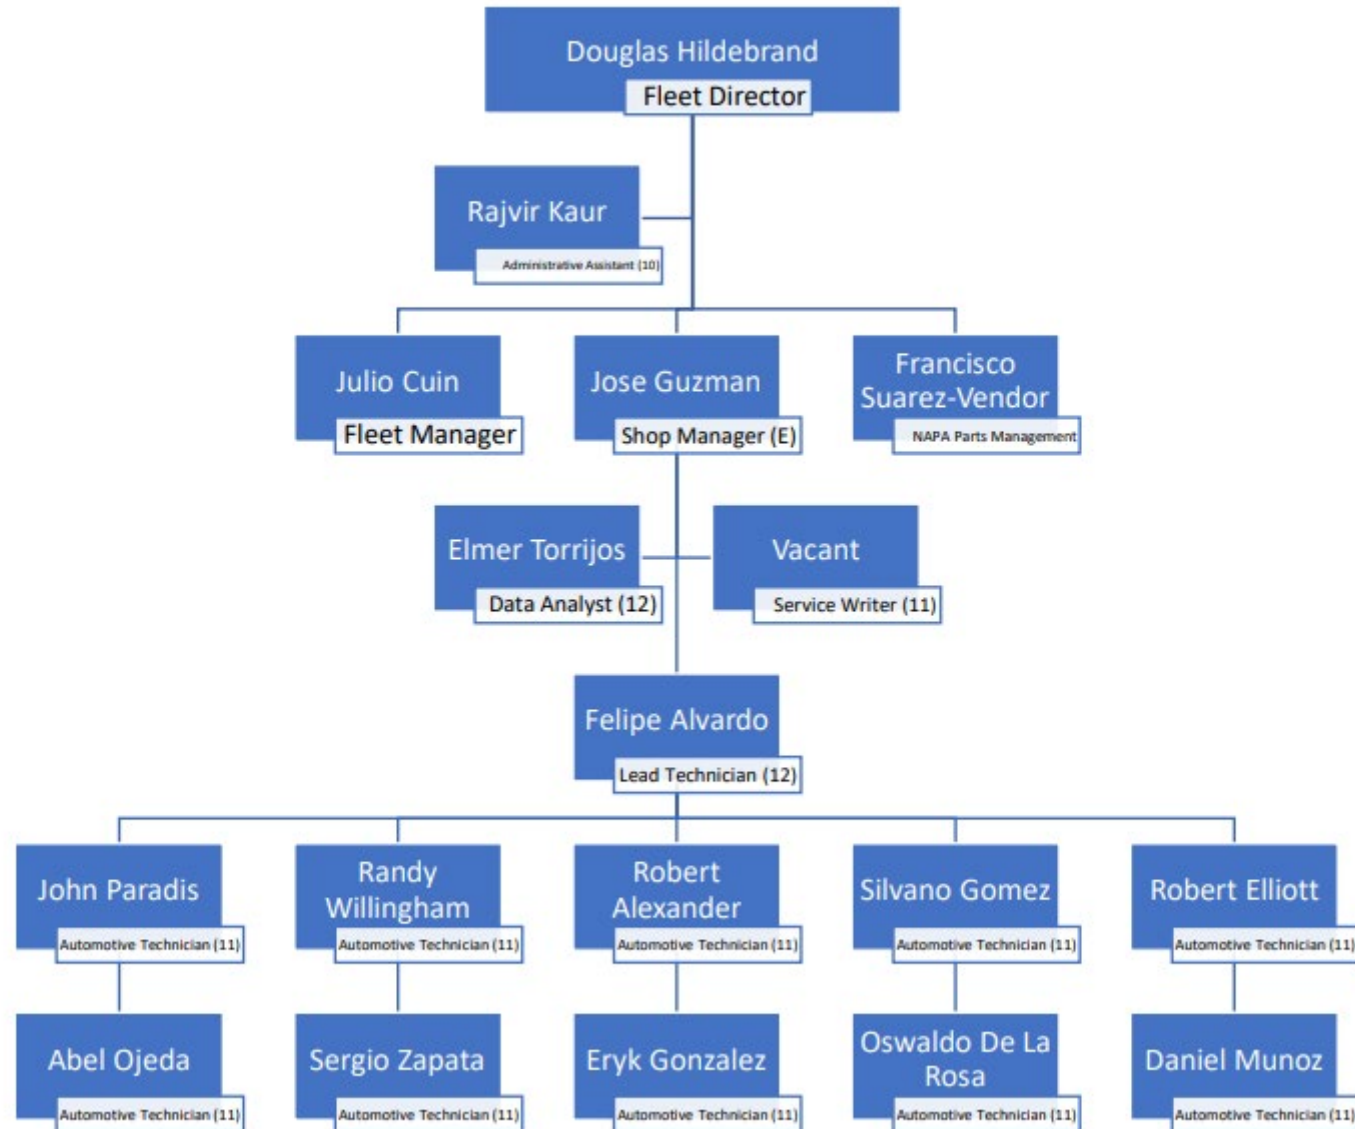 Douglas Hildebrand
Fleet Director
Rajvir Kaur
Administrative Assistant (10)
Julio Cuin
Fleet Manager
Jose Guzman
Shop Manager (E)
Francisco
Suarez-Vendor
NAPA Parts Management
Elmer Torrijos
Data Analyst (12)
Vacant
Service Writer (11)
Felipe Alvardo
Lead Technician (12)
John Paradis
Automotive Technician (11)
Randy
Willingham
Automotive Technician (11)
Robert
Alexander
Automotive Technician (11)
Silvano Gomez
Automotive Technician (11)
Robert Elliott
Automotive Technician (11)
Abel Ojeda
Automotive Technician (11)
Sergio Zapata
Automotive Technician (11)
Eryk Gonzalez
Automotive Technician (11)
Oswaldo De La
Rosa
Automotive Technician (11)
Daniel Munoz
Automotive Technician (11)